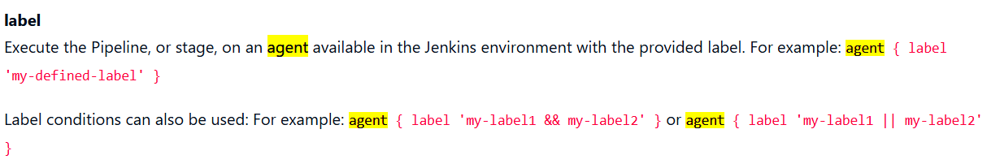 label
Execute the Pipeline, or stage, on an agent available in the Jenkins environment with the provided label. For example: agent { label
'my-defined-label' }
Label conditions can also be used: For example: agent { label 'my-label1 && my-label2' } or agent { label 'my-label1 || my-label2'
}